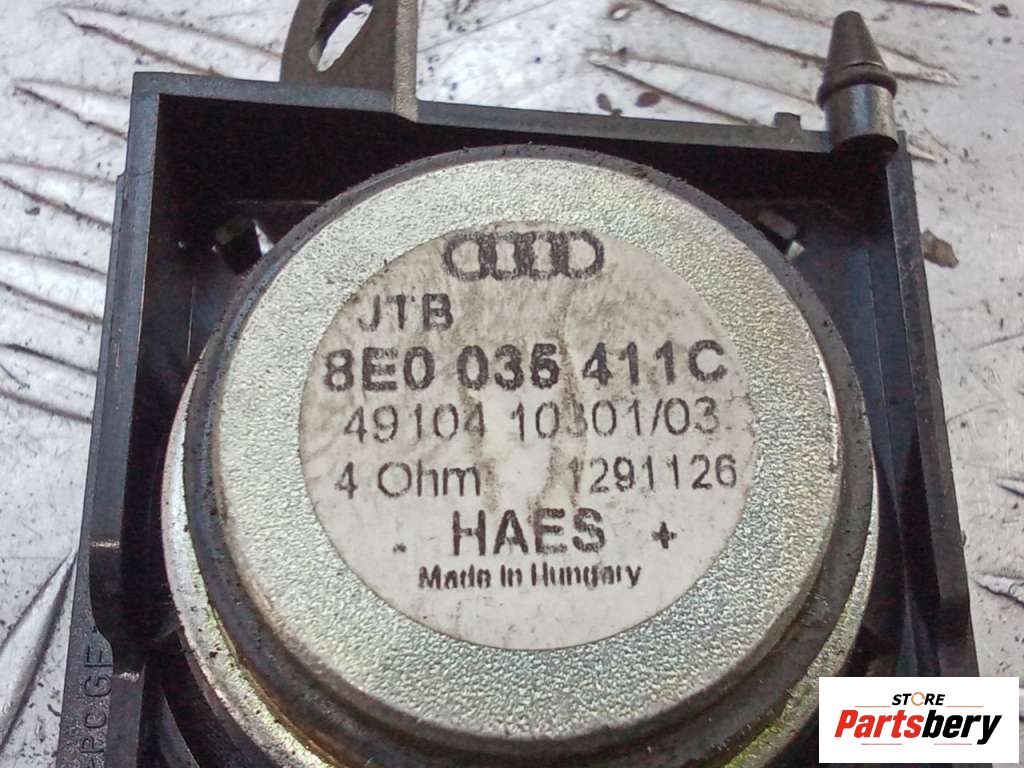 JTB
8E0 035 411C
49104 10301/03
4 Ohm 1291126
- HAES +
Made in Hungary
STORE
Partsbery